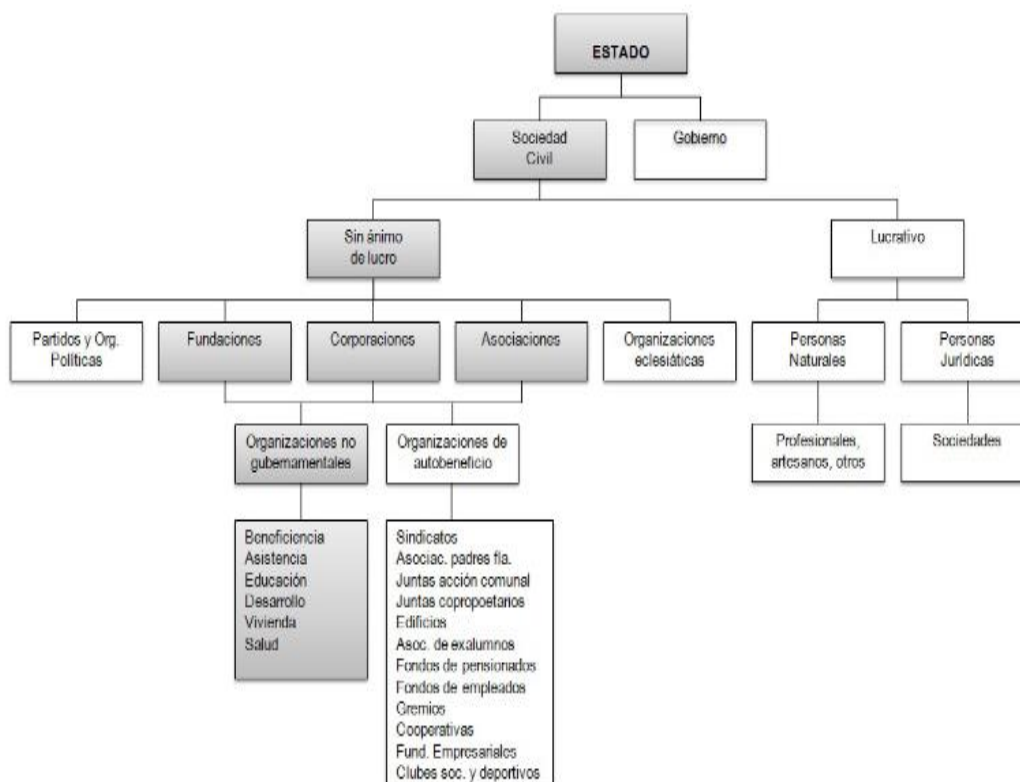 ESTADO
Sociedad
Civil
Gobierno
Sin ánimo
de lucro
Lucrativo
Partidos y Org.
Políticas
Fundaciones
Corporaciones
Asociaciones
Organizaciones
eclesiáticas
Personas
Naturales
Personas
Jurídicas
Organizaciones no
gubernamentales
Organizaciones de
autobeneficio
Profesionales,
artesanos, otros
Sociedades
Beneficiencia
Asistencia
Educación
Desarrollo
Vivienda
Salud
Sindicatos
Asociac. padres fla.
Juntas acción comunal
Juntas copropoetarios
Edificios
Asoc. de exalumnos
Fondos de pensionados
Fondos de empleados
Gremios
Cooperativas
Fund. Empresariales
Clubes soc. y deportivos